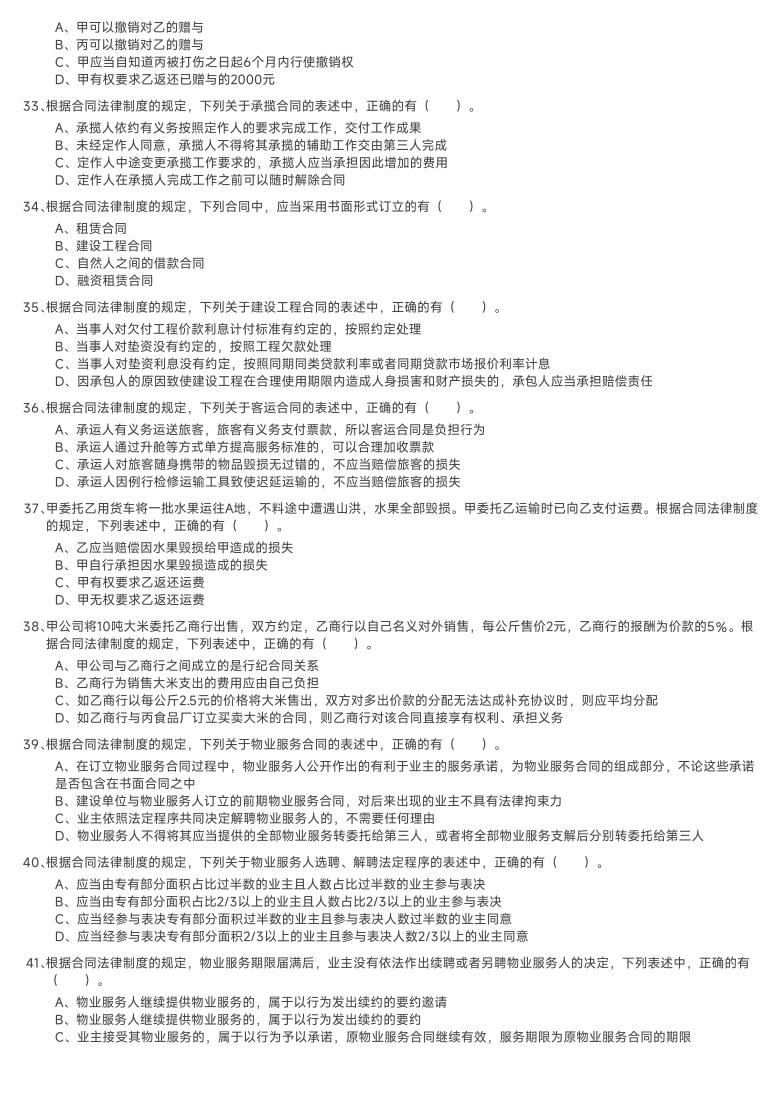 A、甲可以撤销对乙的赠与
B、丙可以撤销对乙的赠与
C、甲应当自知道丙被打伤之日起6个月内行使撤销权
D、甲有权要求乙返还已赠与的2000元
33、根据合同法律制度的规定，下列关于承揽合同的表述中，正确的有（　　）。
A、承揽人依约有义务按照定作人的要求完成工作，交付工作成果
B、未经定作人同意，承揽人不得将其承揽的辅助工作交由第三人完成
C、定作人中途变更承揽工作要求的，承揽人应当承担因此增加的费用
D、定作人在承揽人完成工作之前可以随时解除合同
34、根据合同法律制度的规定，下列合同中，应当采用书面形式订立的有（　　）。
A、租赁合同
B、建设工程合同
C、自然人之间的借款合同
D、融资租赁合同
35、根据合同法律制度的规定，下列关于建设工程合同的表述中，正确的有（　　）。
A、当事人对欠付工程价款利息计付标准有约定的，按照约定处理
B、当事人对垫资没有约定的，按照工程欠款处理
C、当事人对垫资利息没有约定，按照同期同类贷款利率或者同期贷款市场报价利率计息
D、因承包人的原因致使建设工程在合理使用期限内造成人身损害和财产损失的，承包人应当承担赔偿责任
36、根据合同法律制度的规定，下列关于客运合同的表述中，正确的有（　　）。
A、承运人有义务运送旅客，旅客有义务支付票款，所以客运合同是负担行为
B、承运人通过升舱等方式单方提高服务标准的，可以合理加收票款
C、承运人对旅客随身携带的物品毁损无过错的，不应当赔偿旅客的损失
D、承运人因例行检修运输工具致使迟延运输的，不应当赔偿旅客的损失
37、甲委托乙用货车将一批水果运往A地，不料途中遭遇山洪，水果全部毁损。甲委托乙运输时已向乙支付运费。根据合同法律制度
的规定，下列表述中，正确的有（　　）。
A、乙应当赔偿因水果毁损给甲造成的损失
B、甲自行承担因水果毁损造成的损失
C、甲有权要求乙返还运费
D、甲无权要求乙返还运费
38、甲公司将10吨大米委托乙商行出售，双方约定，乙商行以自己名义对外销售，每公斤售价2元，乙商行的报酬为价款的5%。根
据合同法律制度的规定，下列表述中，正确的有（　　）。
A、甲公司与乙商行之间成立的是行纪合同关系
B、乙商行为销售大米支出的费用应由自己负担
C、如乙商行以每公斤2.5元的价格将大米售出，双方对多出价款的分配无法达成补充协议时，则应平均分配
D、如乙商行与丙食品厂订立买卖大米的合同，则乙商行对该合同直接享有权利、承担义务
39、根据合同法律制度的规定，下列关于物业服务合同的表述中，正确的有（　　）。
A、在订立物业服务合同过程中，物业服务人公开作出的有利于业主的服务承诺，为物业服务合同的组成部分，不论这些承诺
是否包含在书面合同之中
B、建设单位与物业服务人订立的前期物业服务合同，对后来出现的业主不具有法律拘束力
C、业主依照法定程序共同决定解聘物业服务人的，不需要任何理由
D、物业服务人不得将其应当提供的全部物业服务转委托给第三人，或者将全部物业服务支解后分别转委托给第三人
40、根据合同法律制度的规定，下列关于物业服务人选聘、解聘法定程序的表述中，正确的有（　　）。
A、应当由专有部分面积占比过半数的业主且人数占比过半数的业主参与表决
B、应当由专有部分面积占比2/3以上的业主且人数占比2/3以上的业主参与表决
C、应当经参与表决专有部分面积过半数的业主且参与表决人数过半数的业主同意
D、应当经参与表决专有部分面积2/3以上的业主且参与表决人数2/3以上的业主同意
41、根据合同法律制度的规定，物业服务期限届满后，业主没有依法作出续聘或者另聘物业服务人的决定，下列表述中，正确的有
（　　）。
A、物业服务人继续提供物业服务的，属于以行为发出续约的要约邀请
B、物业服务人继续提供物业服务的，属于以行为发出续约的要约
C、业主接受其物业服务的，属于以行为予以承诺，原物业服务合同继续有效，服务期限为原物业服务合同的期限